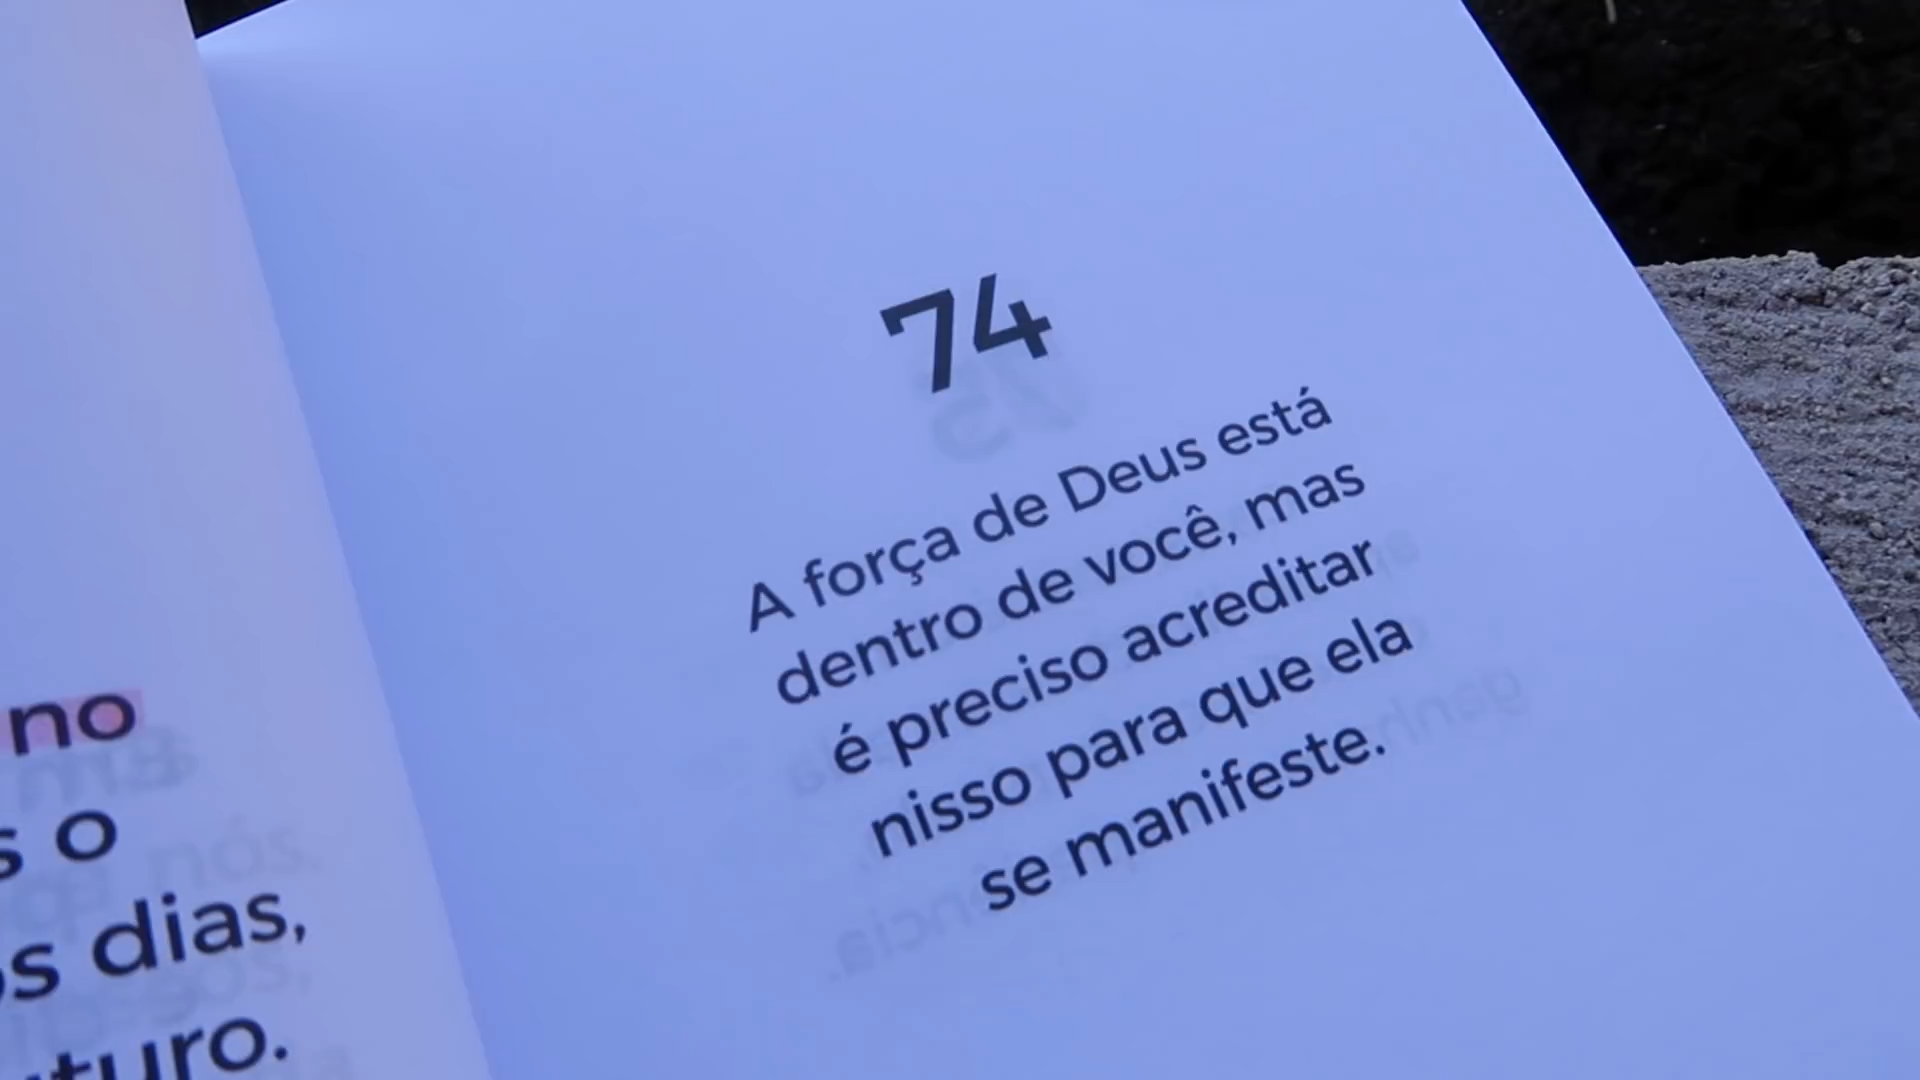 no
s o
os dias,
turo.
74
A força de Deus está
dentro de você, mas
é preciso acreditar
nisso para que ela
se manifeste.